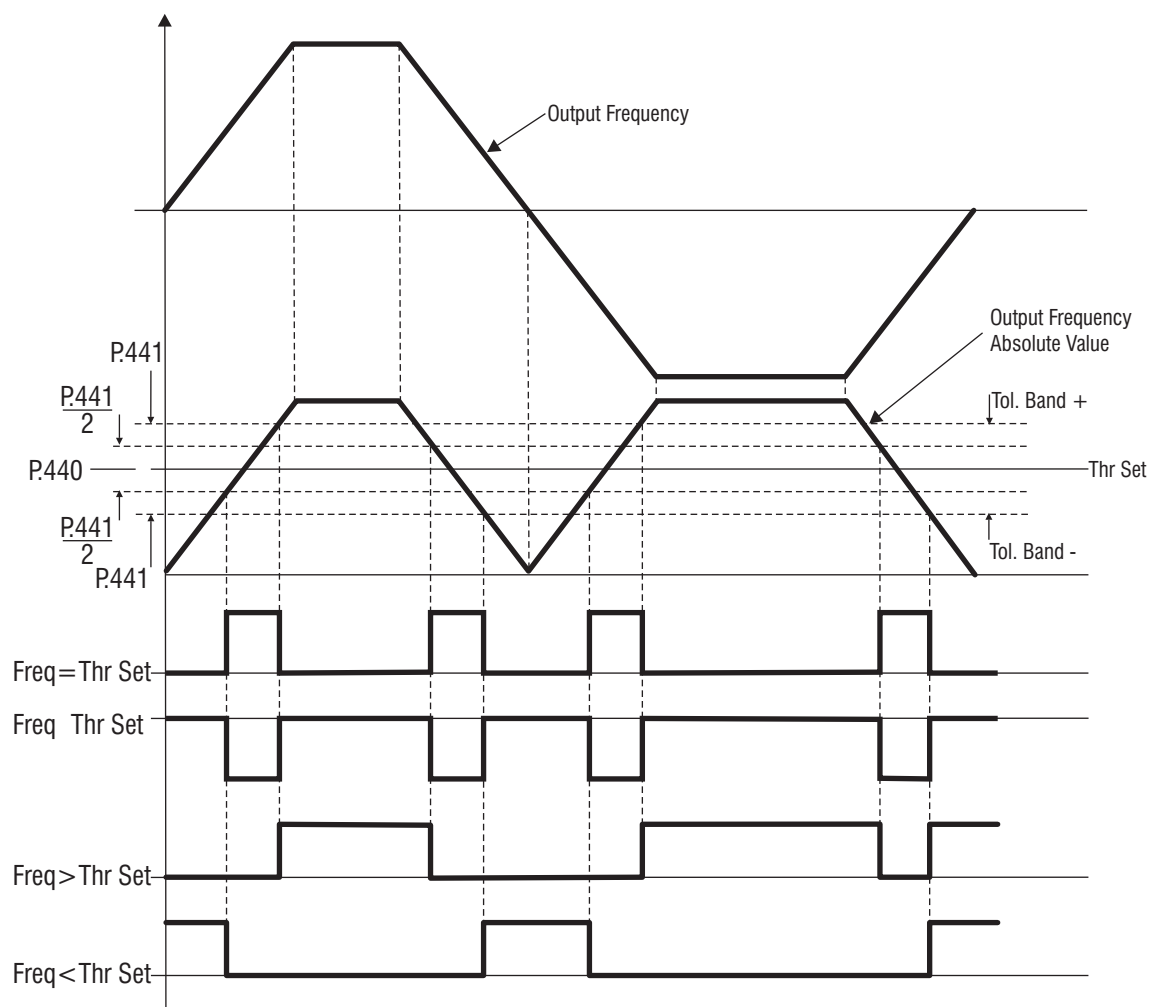 Output Frequency
Output Frequency
Absolute Value
P.441
P.441
2
Tol. Band +
P.440
Thr Set
P.441
2
Tol. Band -
P.441
Freq=Thr Set
Freq Thr Set
Freq>Thr Set
Freq<Thr Set